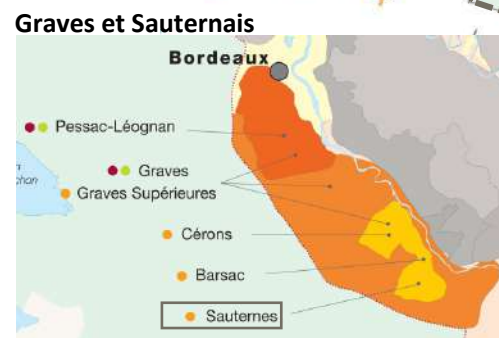 Graves et Sauternais
Bordeaux
Pessac-Léognan
Graves
Graves Supérieures
Cérons
Barsac
Sauternes